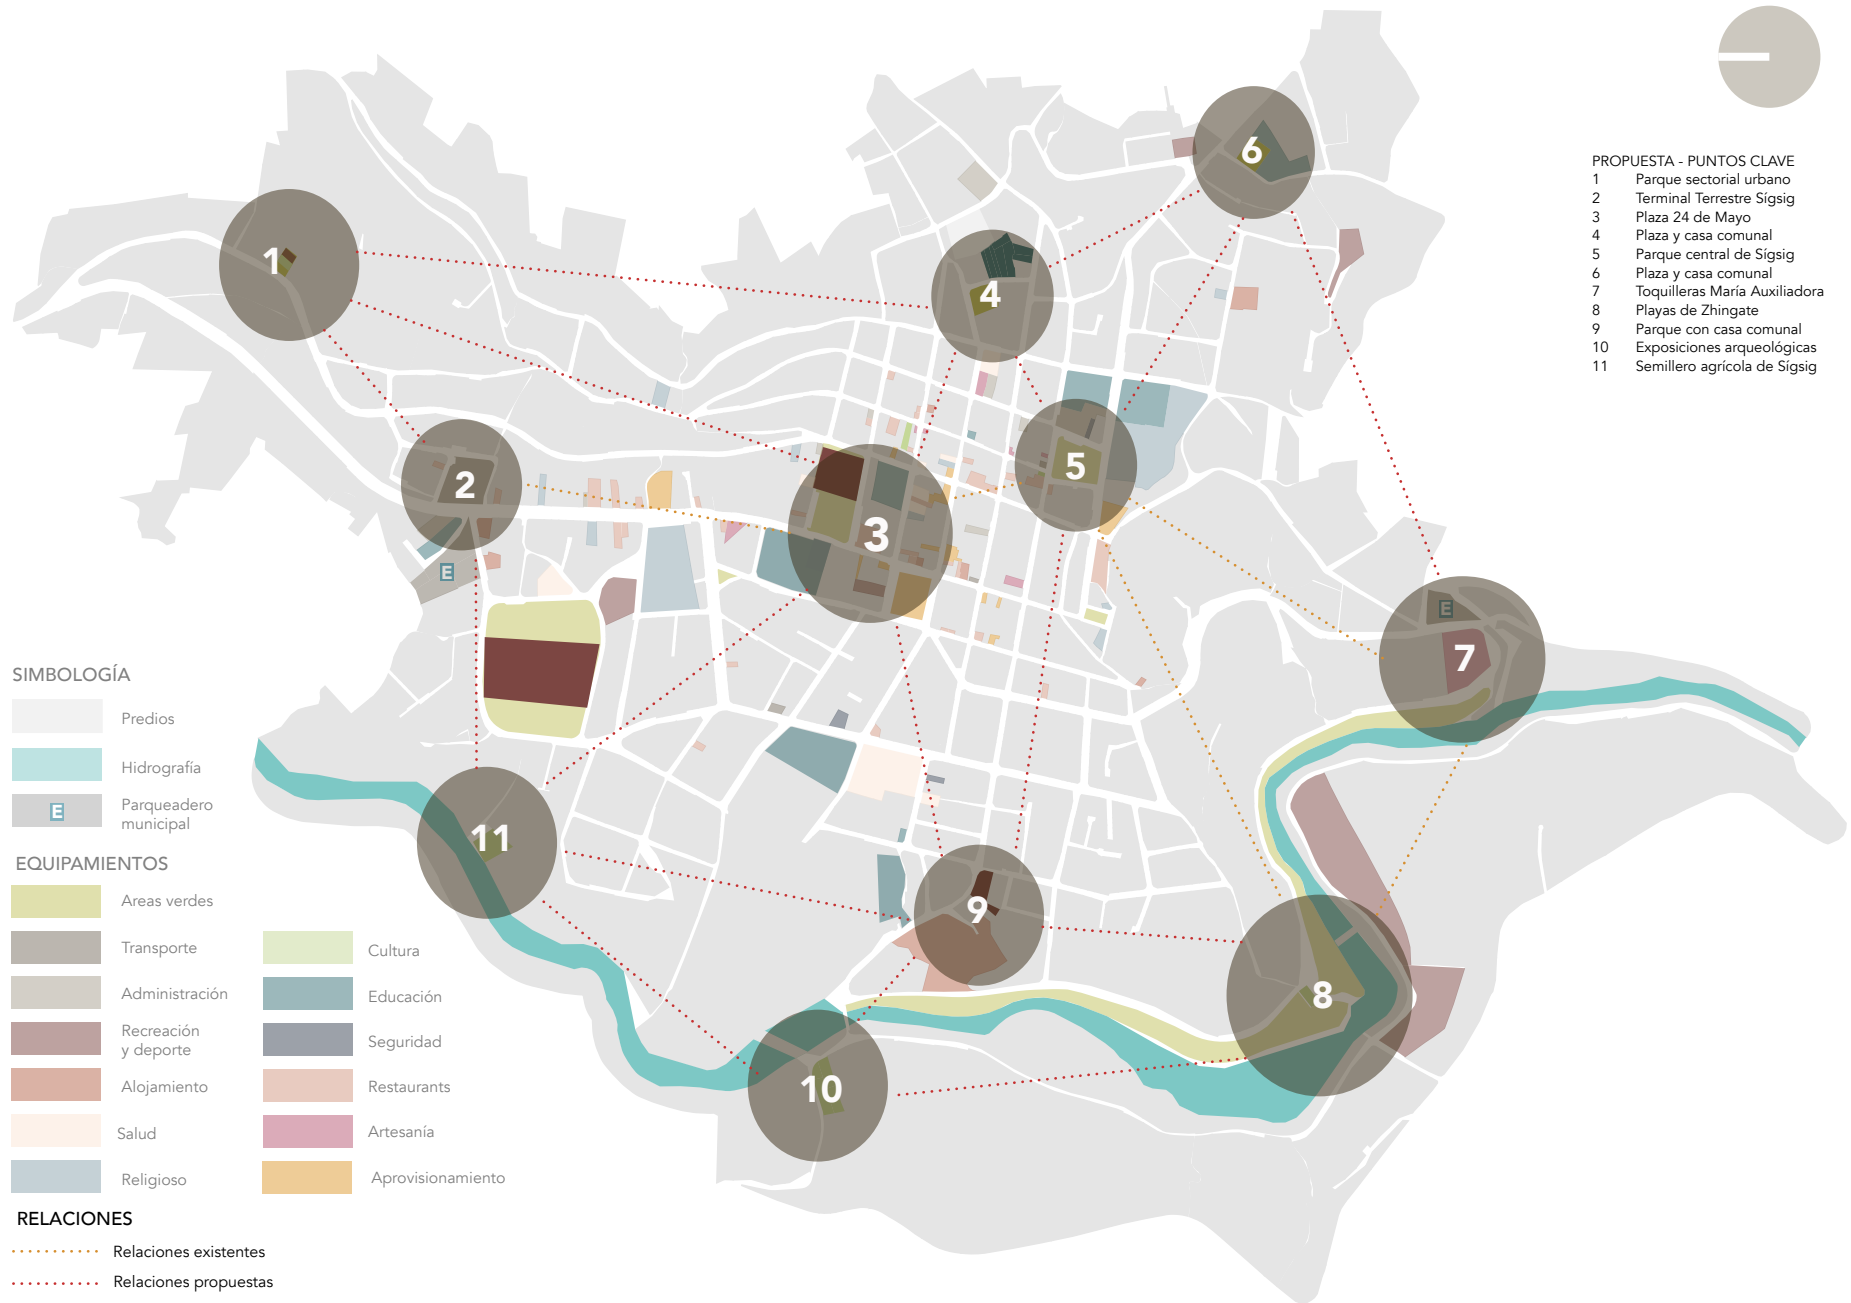 PROPUESTA - PUNTOS CLAVE
1 Parque sectorial urbano
2 Terminal Terrestre Sígsig
3 Plaza 24 de Mayo
4 Plaza y casa comunal
5 Parque central de Sígsig
6 Plaza y casa comunal
7 Toquilleras María Auxiliadora
8 Playas de Zhingate
9 Parque con casa comunal
10 Exposiciones arqueológicas
11 Semillero agrícola de Sígsig
6
1
4
5
2
3
E
E
7
11
9
8
10
SIMBOLOGÍA
Predios
Hidrografía
E
Parqueadero
municipal
EQUIPAMIENTOS
Areas verdes
Transporte
Administración
Recreación
y deporte
Alojamiento
Salud
Religioso
Cultura
Educación
Seguridad
Restaurants
Artesanía
Aprovisionamiento
RELACIONES
Relaciones existentes
Relaciones propuestas